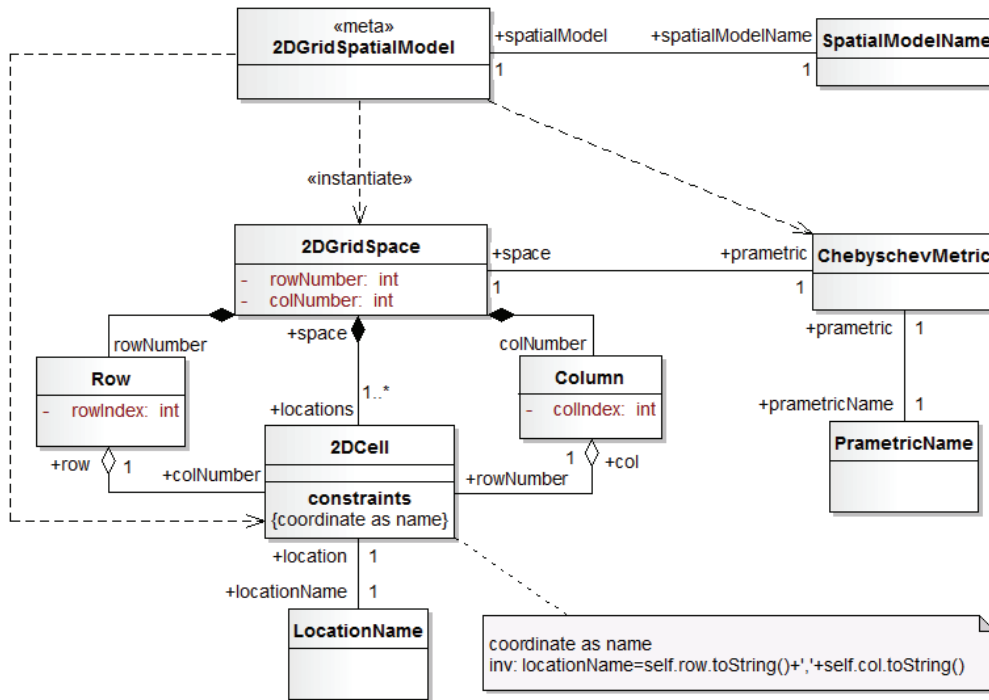 «meta»
2DGridSpatialModel
+spatialModel
+spatialModelName
1
1
SpatialModelName
«instantiate»
2DGridSpace
- rowNumber: int
- colNumber: int
+space
1
+prametric
1
ChebyschevMetric
rowNumber
+space
colNumber
+prametric
1
Row
- rowIndex: int
1..*
+locations
Column
- colIndex: int
+prametricName
1
PrametricName
+row
1
+colNumber
2DCell
constraints
{coordinate as name}
1
+col
+rowNumber
+location
1
+locationName
1
LocationName
coordinate as name
inv: locationName=self.row.toString()+','+self.col.toString()